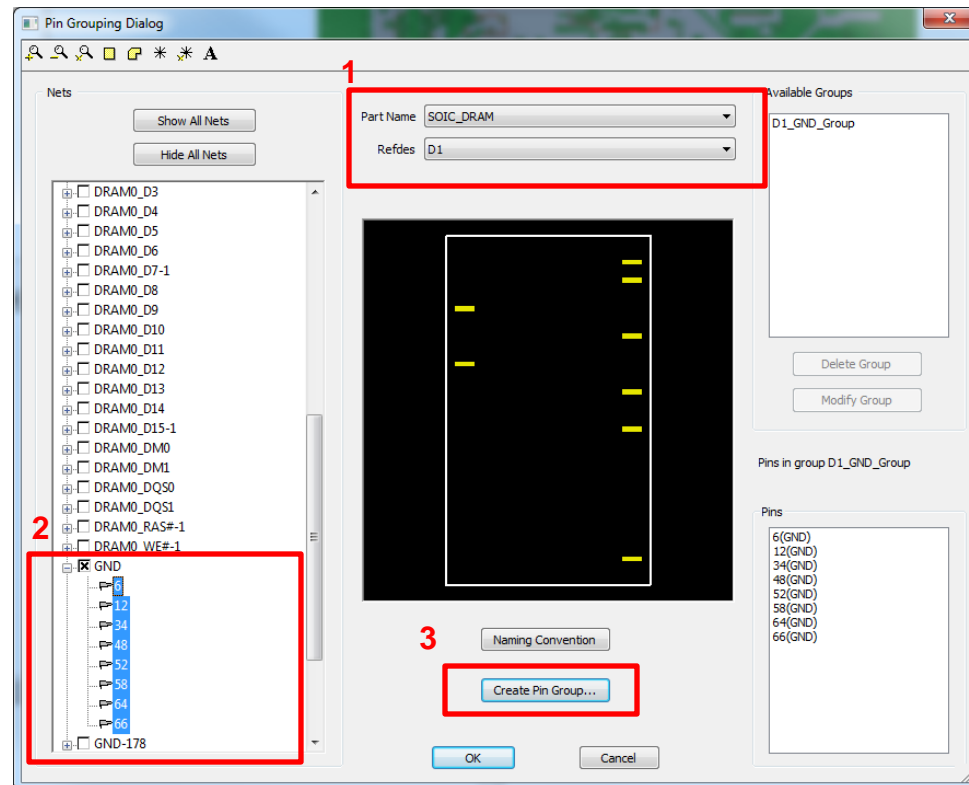 Pin Grouping Dialog
A
1
Nets
Show All Nets
Hide All Nets
DRAM0_D3
DRAM0_D4
DRAM0_D5
DRAM0_D6
DRAM0_D7-1
DRAM0_D8
DRAM0_D9
DRAM0_D10
DRAM0_D11
DRAM0_D12
DRAM0_D13
DRAM0_D14
DRAM0_D15-1
DRAM0_DM0
DRAM0_DM1
DRAM0_DQS0
DRAM0_DQS1
DRAM0_RAS#-1
DRAM0_WE#-1
2
GND
6
12
34
48
52
58
64
66
GND-178
Part Name SOIC_DRAM
Refdes D1
3
Naming Convention
Create Pin Group...
OK
Cancel
Available Groups
D1_GND_Group
Delete Group
Modify Group
Pins in group D1_GND_Group
Pins
6(GND)
12(GND)
34(GND)
48(GND)
52(GND)
58(GND)
64(GND)
66(GND)